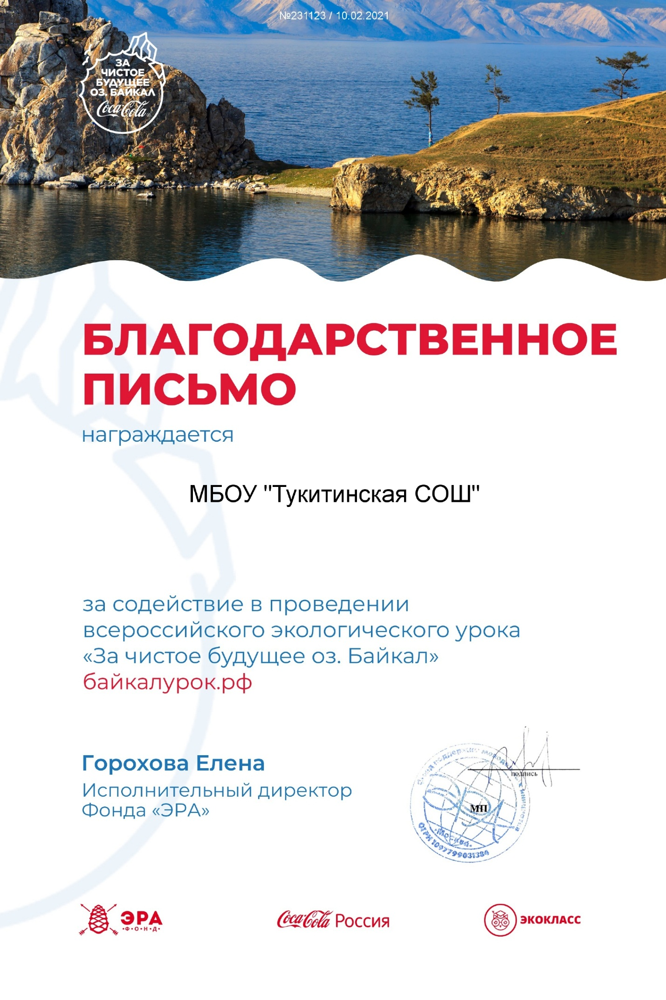 №231123 / 10.02.2021
ЗА
ЧИСТОЕ
БУДУЩЕЕ
ОЗ. БАЙКАЛ
Coca-Cola®
БЛАГОДАРСТВЕННОЕ
ПИСЬМО
награждается
МБОУ "Тукитинская СОШ"
за содействие в проведении
всероссийского экологического урока
«За чистое будущее оз. Байкал»
байкалурок.рф
Горохова Елена
Исполнительный директор
Фонда «ЭРА»
подпись
МП
ЭРА
Москва
ОГРН 1097799031384
ЭРА
ФОНД
Coca-Cola Россия
ЭКОКЛАСС